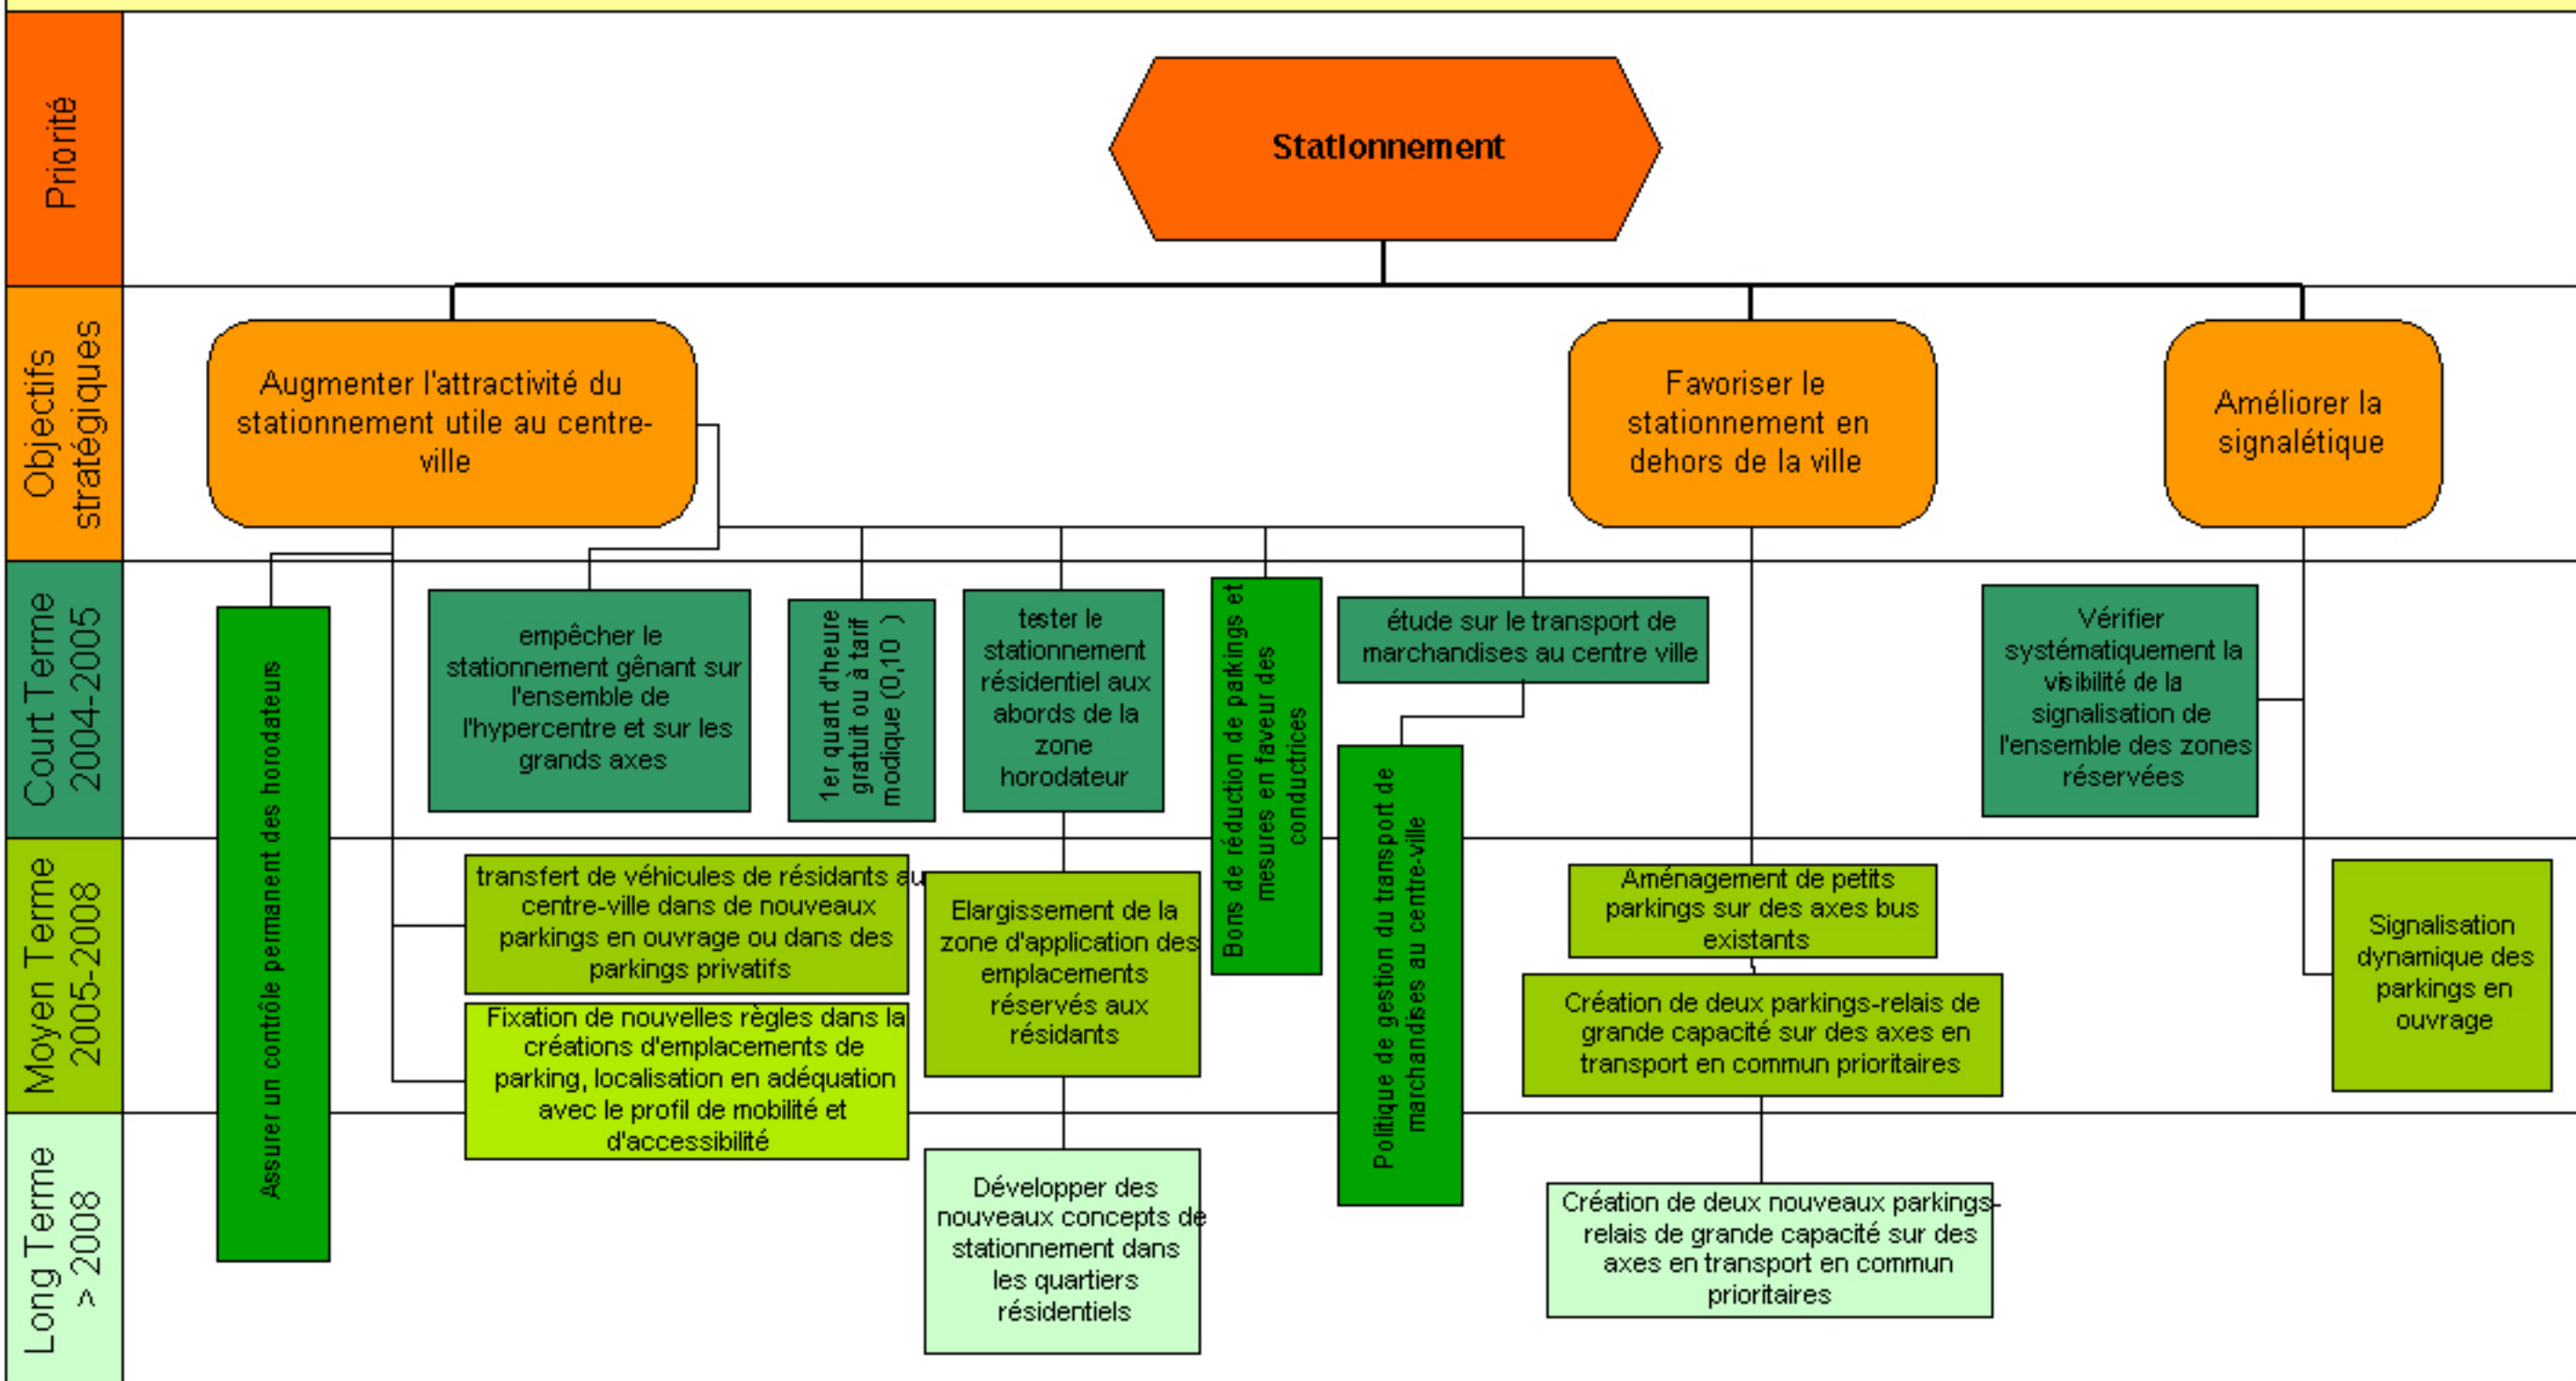 Priorité
Stationnement
Objectifs
stratégiques
Augmenter l'attractivité du
stationnement utile au centre-
ville
Favoriser le
stationnement en
dehors de la ville
Améliorer la
signalétique
Court Terme
2004-2005
Assurer un contrôle permanent des horodateurs
empêcher le
stationnement gênant sur
l'ensemble de
l'hypercentre et sur les
grands axes
1er quart d'heure
gratuit ou à tarif
modique (0,10 )
tester le
stationnement
résidentiel aux
abords de la
zone
horodateur
Bons de réduction de parkings et
mesures en faveur des
conductrices
étude sur le transport de
marchandises au centre ville
Politique de gestion du transport de
marchandises au centre-ville
Vérifier
systématiquement la
visibilité de la
signalisation de
l'ensemble des zones
réservées
Moyen Terme
2005-2008
transfert de véhicules de résidants au
centre-ville dans de nouveaux
parkings en ouvrage ou dans des
parkings privatifs
Fixation de nouvelles règles dans la
créations d'emplacements de
parking, localisation en adéquation
avec le profil de mobilité et
d'accessibilité
Elargissement de la
zone d'application des
emplacements
réservés aux
résidants
Aménagement de petits
parkings sur des axes bus
existants
Création de deux parkings-relais de
grande capacité sur des axes en
transport en commun prioritaires
Signalisation
dynamique des
parkings en
ouvrage
Long Terme
> 2008
Développer des
nouveaux concepts de
stationnement dans
les quartiers
résidentiels
Création de deux nouveaux parkings-
relais de grande capacité sur des
axes en transport en commun
prioritaires